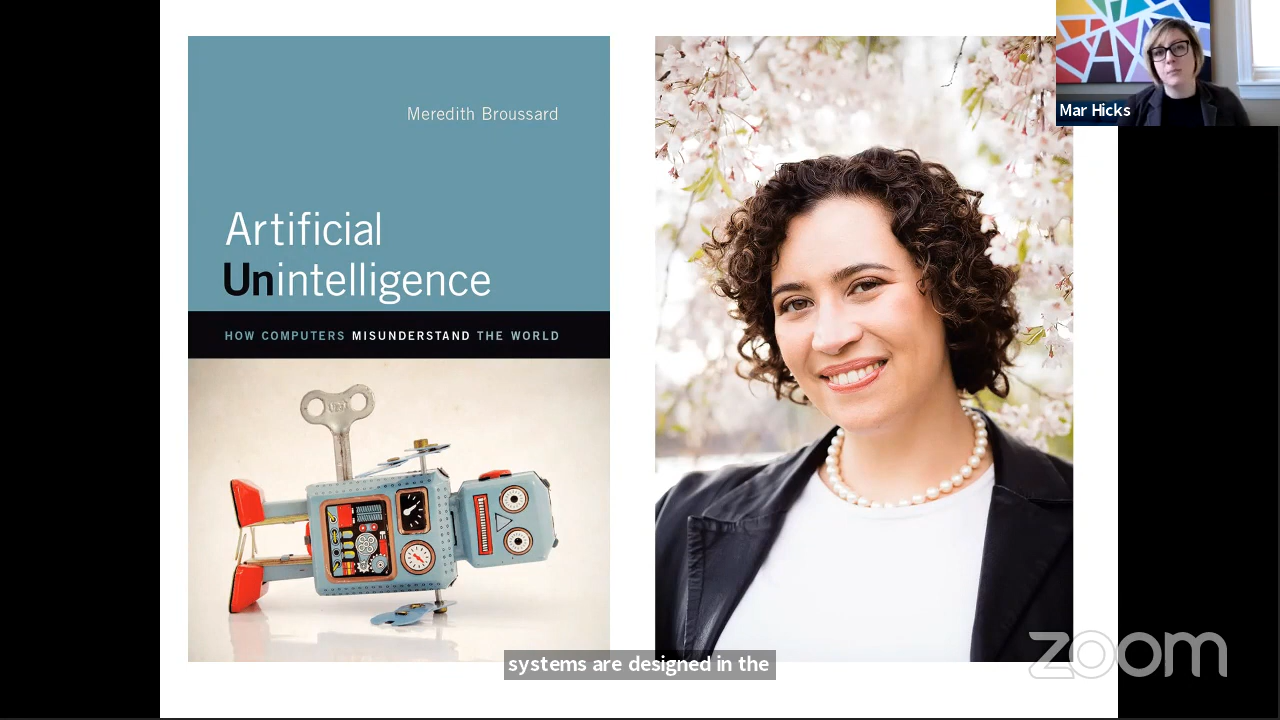 Meredith Broussard
Artificial
Unintelligence
HOW COMPUTERS MISUNDERSTAND THE WORLD
Mar Hicks
systems are designed in the
zoom